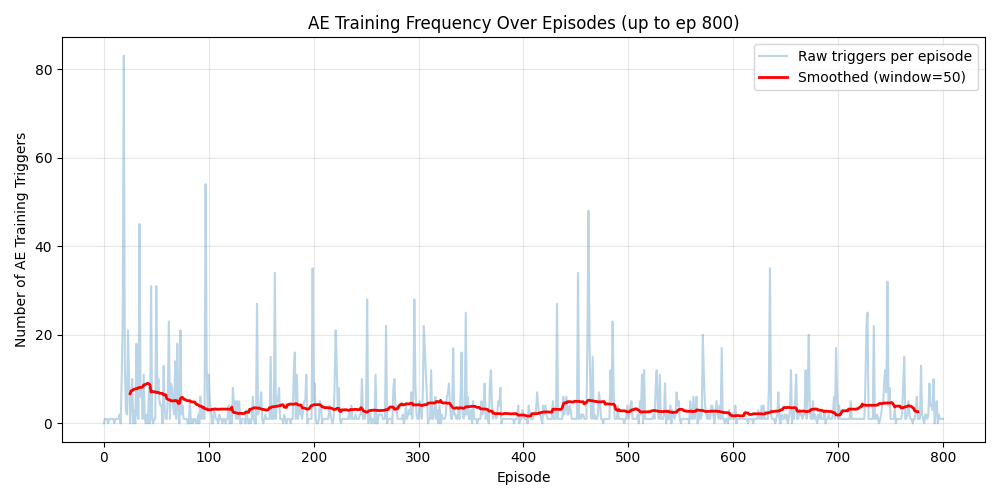 AE Training Frequency Over Episodes (up to ep 800)
Raw triggers per episode
Smoothed (window=50)
Number of AE Training Triggers
80
60
40
20
0
0 100 200 300 400 500 600 700 800
Episode